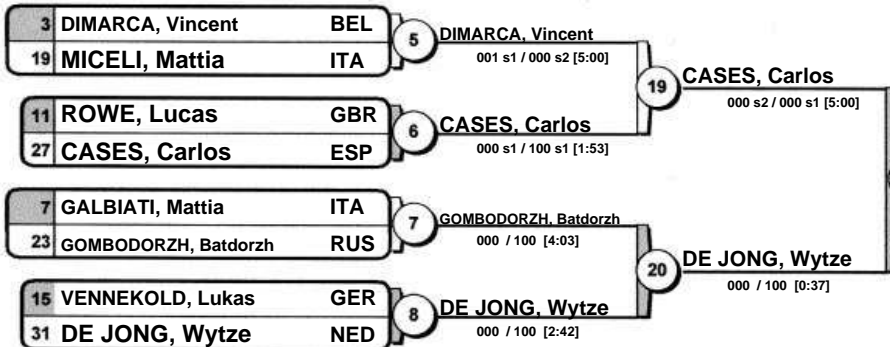 3 DIMARCA, Vincent BEL
19 MICELI, Mattia ITA
5
DIMARCA, Vincent
001 s1 / 000 s2 [5:00]
11 ROWE, Lucas GBR
27 CASES, Carlos ESP
6
CASES, Carlos
000 s1 / 100 s1 [1:53]
19
CASES, Carlos
000 s2 / 000 s1 [5:00]
7 GALBIATI, Mattia ITA
23 GOMBODORZH, Batdorzh RUS
7
GOMBODORZH, Batdorzh
000 / 100 [4:03]
15 VENNEKOLD, Lukas GER
31 DE JONG, Wytze NED
8
DE JONG, Wytze
000 / 100 [2:42]
20
DE JONG, Wytze
000 / 100 [0:37]